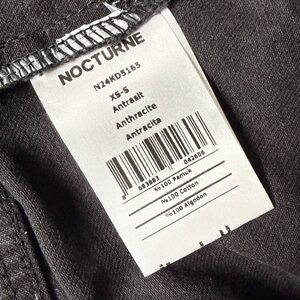 NOCTURNE
N24KD5165
XS-S
Antrasit
Anthracite
Antracita
%100 Pamuk
%100 Cotton
%100 Algodon